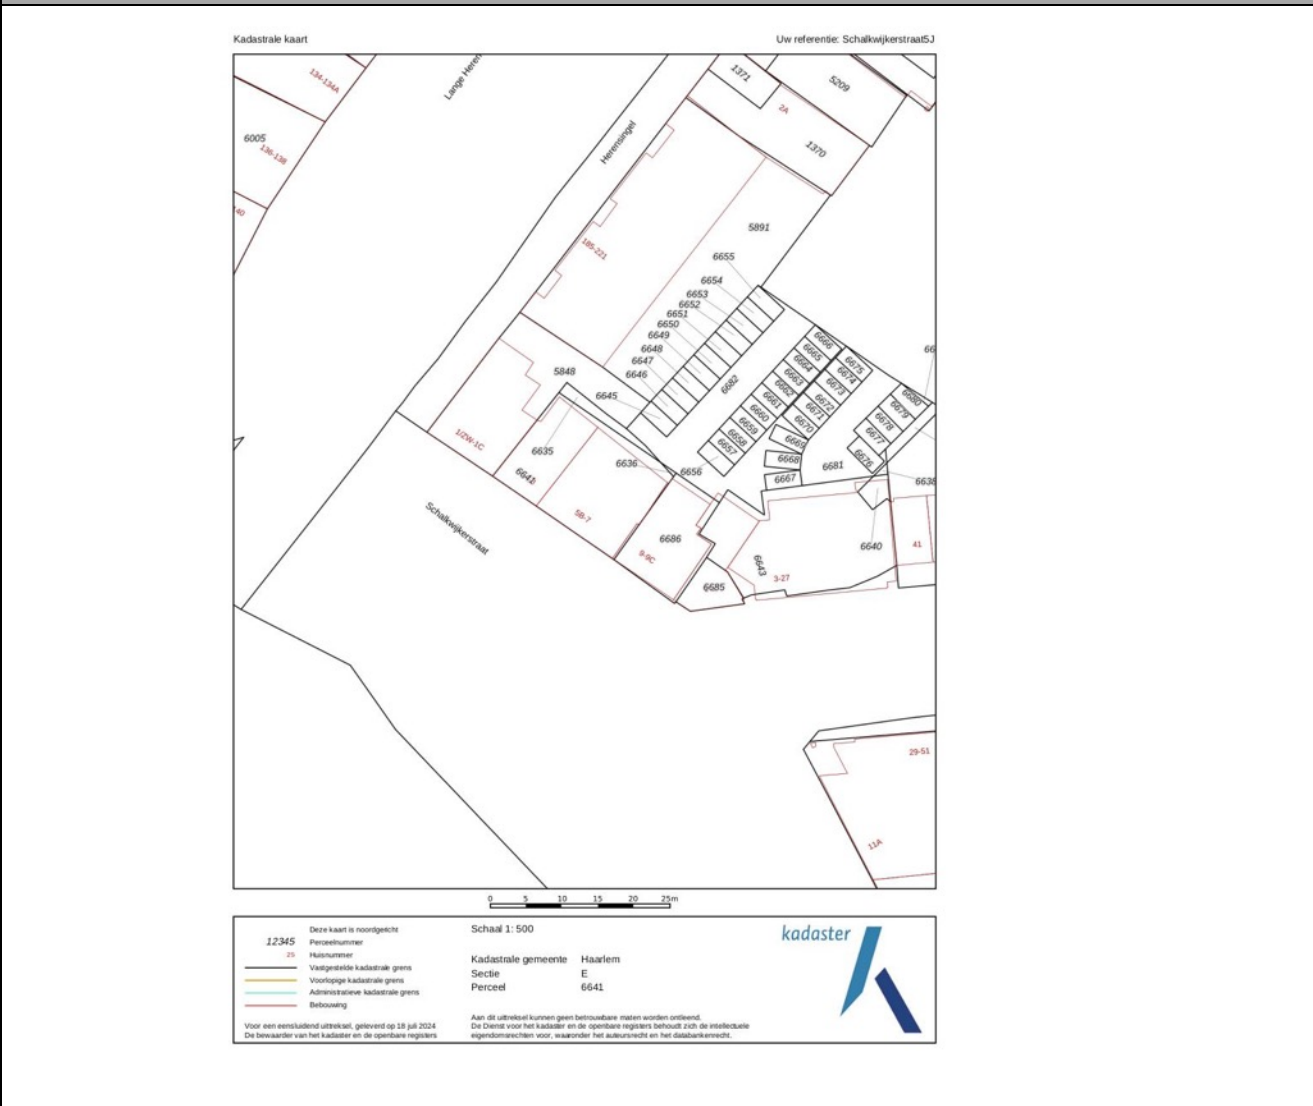 Kadastrale kaart
Uw referentie: Schalkwijkerstraat5J
134-134A
Lange Heren
1371
5209
2A
6005
136-138
Herensingel
1370
140
185-221
5891
6655
6654
6653
6652
6651
6650
6649
6648
6647
6646
6645
5848
6682
6666
6665
6664
6663
6662
6661
6660
6659
6658
6657
6675
6674
6673
6672
6671
6670
6669
6668
6667
6680
6679
6678
6677
6676
66
1/ZW-1C
6635
6641
6636
6656
6681
6638
5B-7
Schalkwijkerstraat
6686
9-9C
6643
3-27
6640
41
6685
29-51
11A
0 5 10 15 20 25m
12345
25
Deze kaart is noordgericht
Perceelnummer
Huisnummer
Vastgestelde kadastrale grens
Voorlopige kadastrale grens
Administratieve kadastrale grens
Bebouwing
Voor een eensluidend uittreksel, geleverd op 18 juli 2024
De bewaarder van het kadaster en de openbare registers
Schaal 1: 500
Kadastrale gemeente Haarlem
Sectie E
Perceel 6641
Aan dit uittreksel kunnen geen betrouwbare maten worden ontleend.
De Dienst voor het kadaster en de openbare registers behoudt zich de intellectuele
eigendomsrechten voor, waaronder het auteursrecht en het databankenrecht.
kadaster